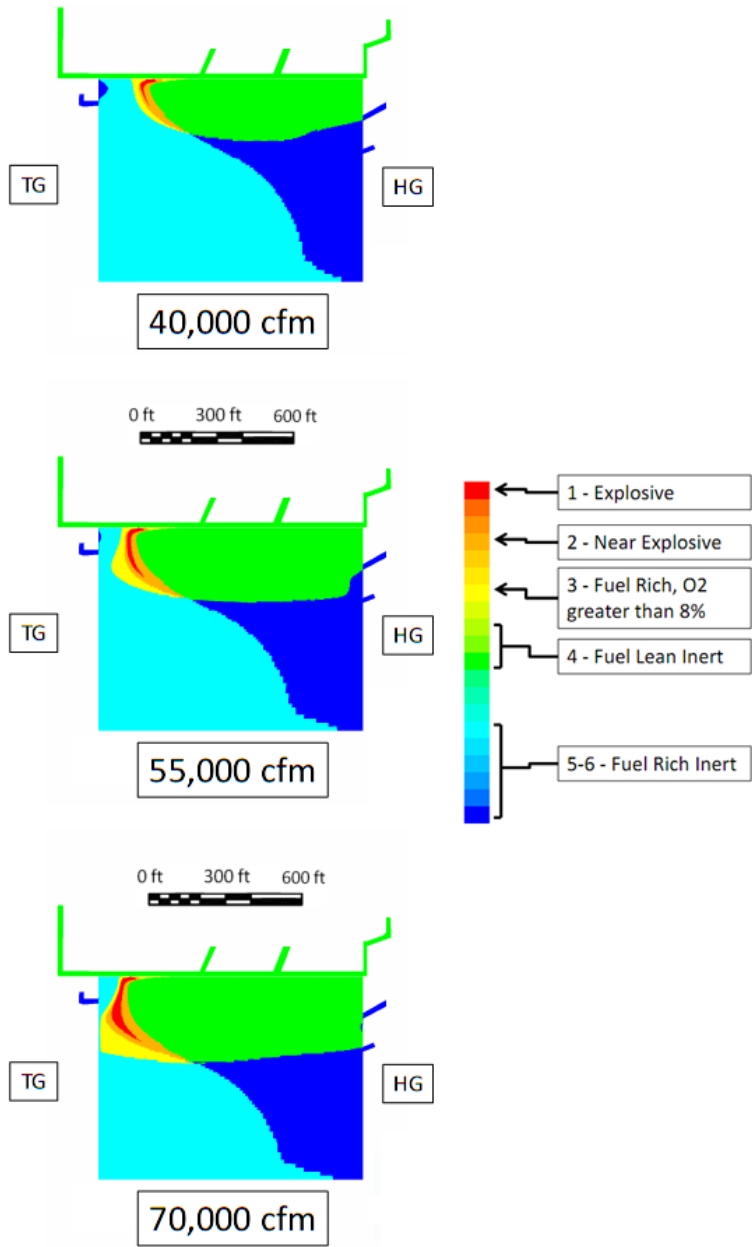 TG
HG
40,000 cfm
0 ft 300 ft 600 ft
TG
HG
55,000 cfm
1 - Explosive
2 - Near Explosive
3 - Fuel Rich, O2
greater than 8%
4 - Fuel Lean Inert
5-6 - Fuel Rich Inert
0 ft 300 ft 600 ft
TG
HG
70,000 cfm